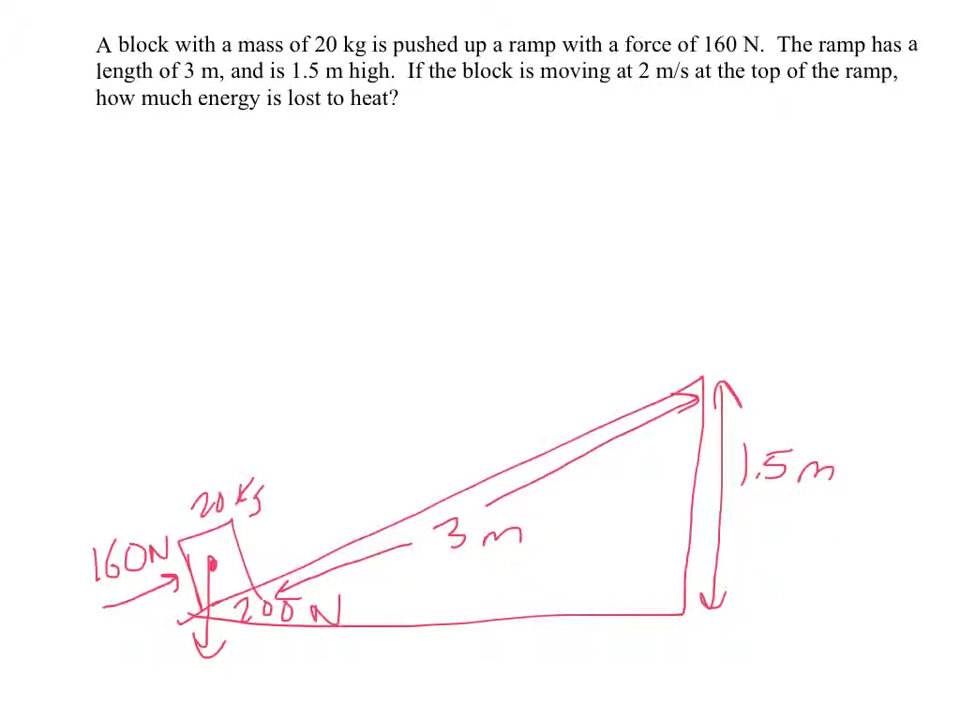 A block with a mass of 20 kg is pushed up a ramp with a force of 160 N.  The ramp has a
length of 3 m, and is 1.5 m high.  If the block is moving at 2 m/s at the top of the ramp,
how much energy is lost to heat?
1.5 m
20 kg
3 m
160N
200 N